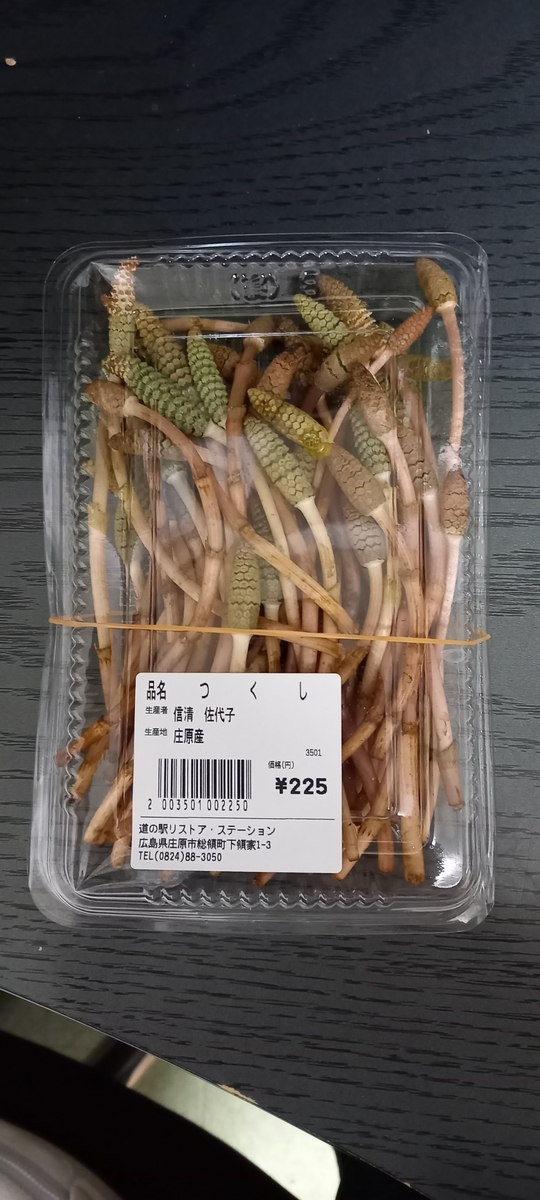 品名 つくし
生産者 信清 佐代子
生産地 庄原産
3501
価格(円)
¥225
2 003501 002250
道の駅リストア・ステーション
広島県庄原市総領町下領家1-3
TEL(0824)88-3050